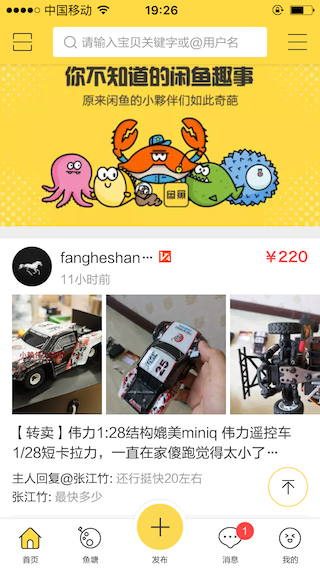 中国移动
19:26
请输入宝贝关键字或@用户名
你不知道的闲鱼趣事
原来闲鱼的小夥伴们如此奇葩
鱼巢
fangheshan···
¥220
11小时前
25
【转卖】伟力1:28结构媲美miniq 伟力遥控车
1/28短卡拉力，一直在家傻跑觉得太小了···
主人回复@张江竹: 还行挺快20左右
张江竹: 最快多少
首页
鱼塘
发布
1
消息
我的